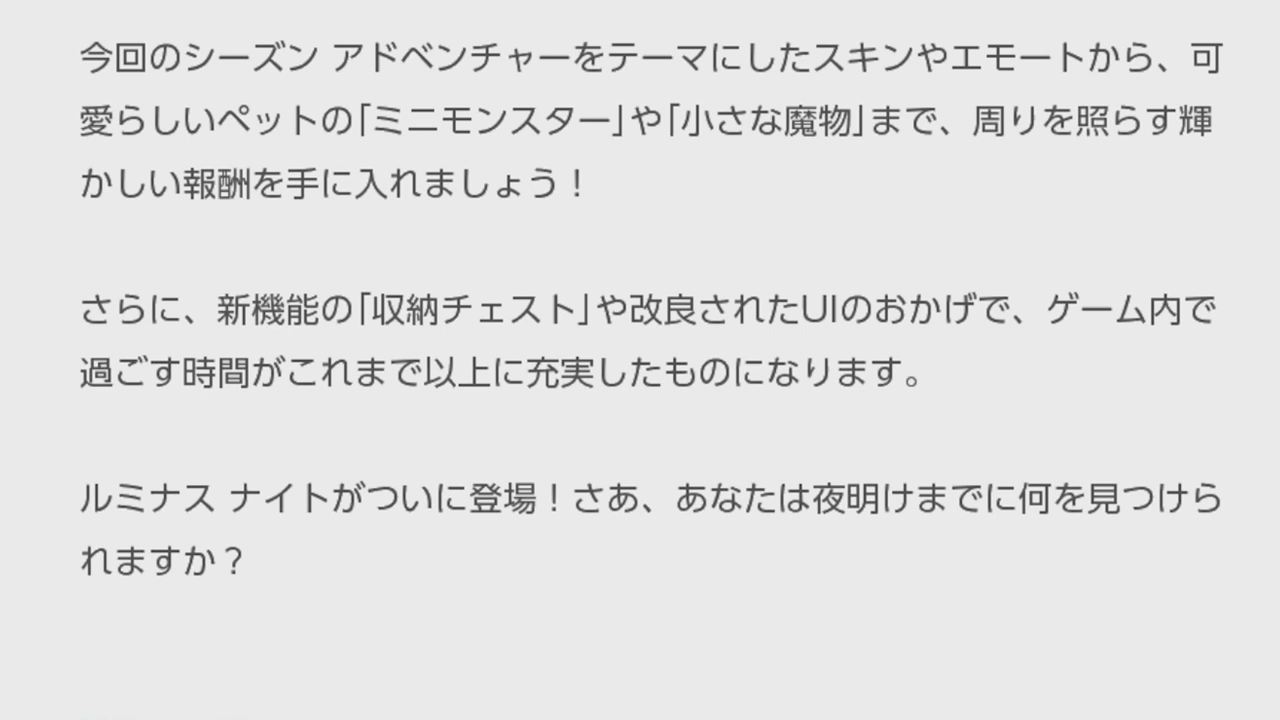 今回のシーズン アドベンチャーをテーマにしたスキンやエモートから、可
愛らしいペットの｢ミニモンスター｣や｢小さな魔物｣まで、周りを照らす輝
かしい報酬を手に入れましょう！
さらに、新機能の｢収納チェスト｣や改良されたUIのおかげで、ゲーム内で
過ごす時間がこれまで以上に充実したものになります。
ルミナス ナイトがついに登場！さあ、あなたは夜明けまでに何を見つけら
れますか？